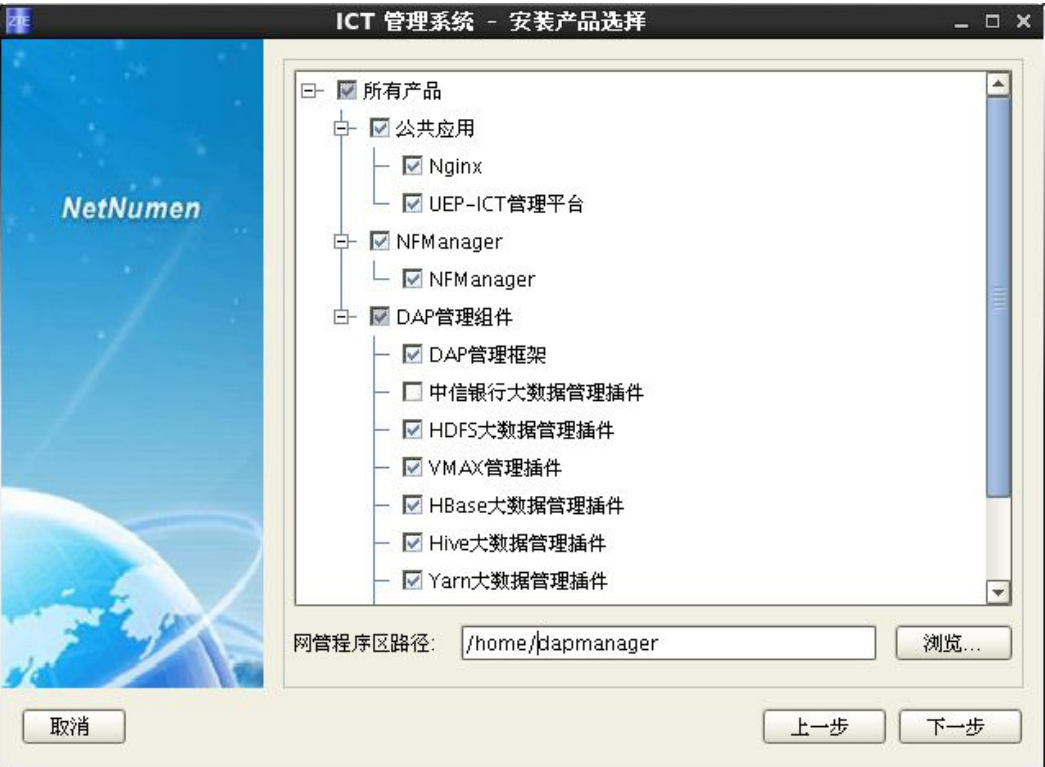 ZTE
ICT 管理系统 - 安装产品选择
NetNumen
所有产品
公共应用
Nginx
UEP-ICT管理平台
NFManager
NFManager
DAP管理组件
DAP管理框架
中信银行大数据管理插件
HDFS大数据管理插件
VMAX管理插件
HBase大数据管理插件
Hive大数据管理插件
Yarn大数据管理插件
网管程序区路径: /home/dapmanager 浏览...
取消 上一步 下一步